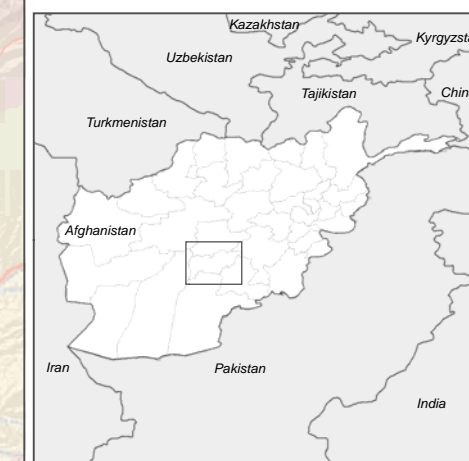 Kazakhstan
Kyrgyzsta
Uzbekistan
Tajikistan
Chin
Turkmenistan
Afghanistan
Iran
Pakistan
India